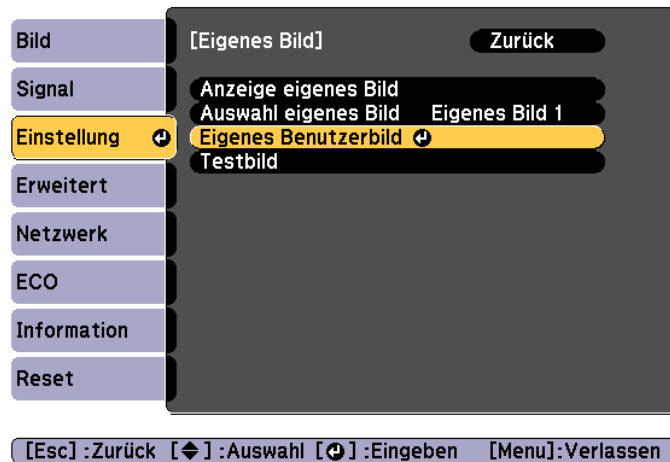 Bild
Signal
Einstellung
Erweitert
Netzwerk
ECO
Information
Reset
[Eigenes Bild] Zurück
Anzeige eigenes Bild
Auswahl eigenes Bild Eigenes Bild 1
Eigenes Benutzerbild
Testbild
[Esc] :Zurück [◆] :Auswahl [⏎] :Eingeben [Menu]:Verlassen